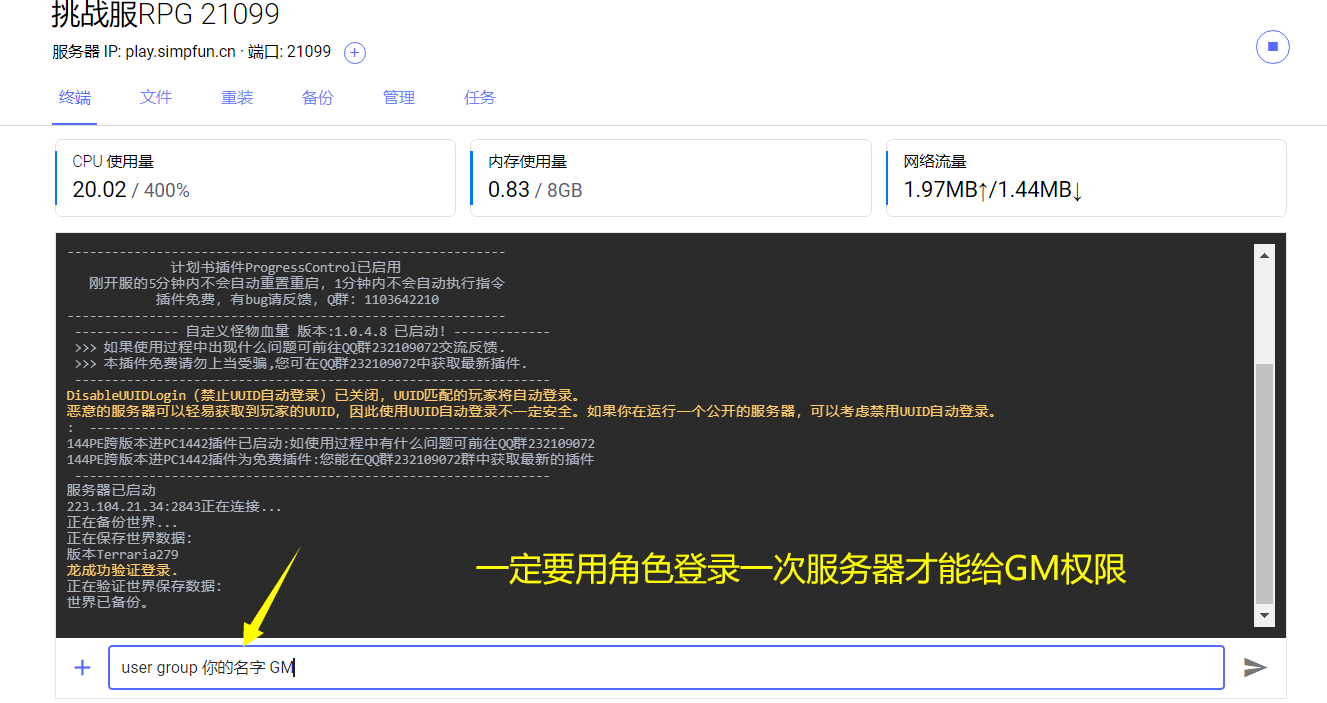 挑战服RPG 21099
服务器 IP: play.simpfun.cn · 端口: 21099
终端 文件 重装 备份 管理 任务
CPU 使用量 内存使用量 网络流量
20.02 / 400% 0.83 / 8GB 1.97MB↑/1.44MB↓
-----------------------------------------------------------
计划书插件ProgressControl已启用
刚开服的5分钟内不会自动重置重启，1分钟内不会自动执行指令
插件免费，有bug请反馈，Q群：1103642210
-----------------------------------------------------------
-------------- 自定义怪物血量 版本:1.0.4.8 已启动！-------------
>>> 如果使用过程中出现什么问题可前往QQ群232109072交流反馈.
>>> 本插件免费请勿上当受骗,您可在QQ群232109072中获取最新插件.
----------------------------------------------------------------
DisableUUIDLogin（禁止UUID自动登录）已关闭，UUID匹配的玩家将自动登录。
恶意的服务器可以轻易获取到玩家的UUID，因此使用UUID自动登录不一定安全。如果你在运行一个公开的服务器，可以考虑禁用UUID自动登录。
: ----------------------------------------------------------------
144PE跨版本进PC1442插件已启动:如使用过程中有什么问题可前往QQ群232109072
144PE跨版本进PC1442插件为免费插件:您能在QQ群232109072群中获取最新的插件
----------------------------------------------------------------
服务器已启动
223.104.21.34:2843正在连接...
正在备份世界...
正在保存世界数据:
版本Terraria279
龙成功验证登录.
正在验证世界保存数据:
世界已备份。
一定要用角色登录一次服务器才能给GM权限
user group 你的名字 GM